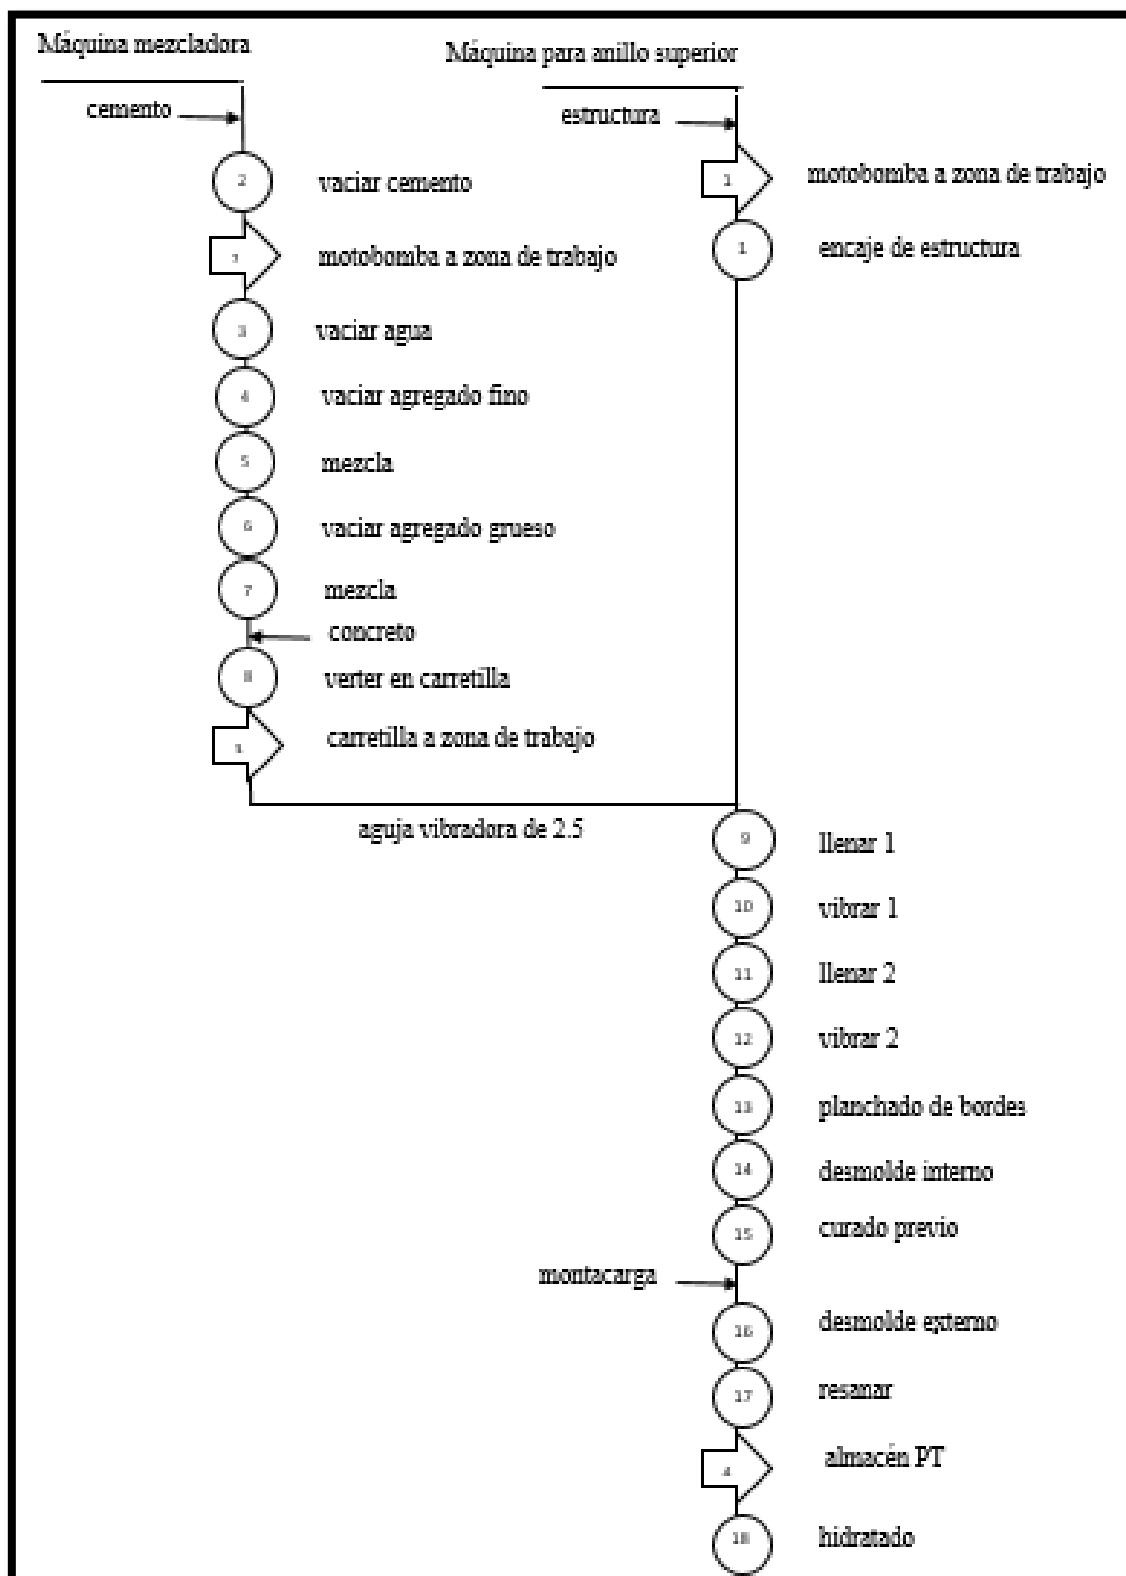 Máquina mezcladora
Máquina para anillo superior
cemento
estructura
2 vaciar cemento
1 motobomba a zona de trabajo
motobomba a zona de trabajo
1 encaje de estructura
3 vaciar agua
4 vaciar agregado fino
5 mezcla
6 vaciar agregado grueso
7 mezcla
concreto
8 verter en carretilla
carretilla a zona de trabajo
aguja vibradora de 2.5
9 llenar 1
10 vibrar 1
11 llenar 2
12 vibrar 2
13 planchado de bordes
14 desmolde interno
15 curado previo
montacarga
16 desmolde externo
17 resanar
4 almacén PT
18 hidratado